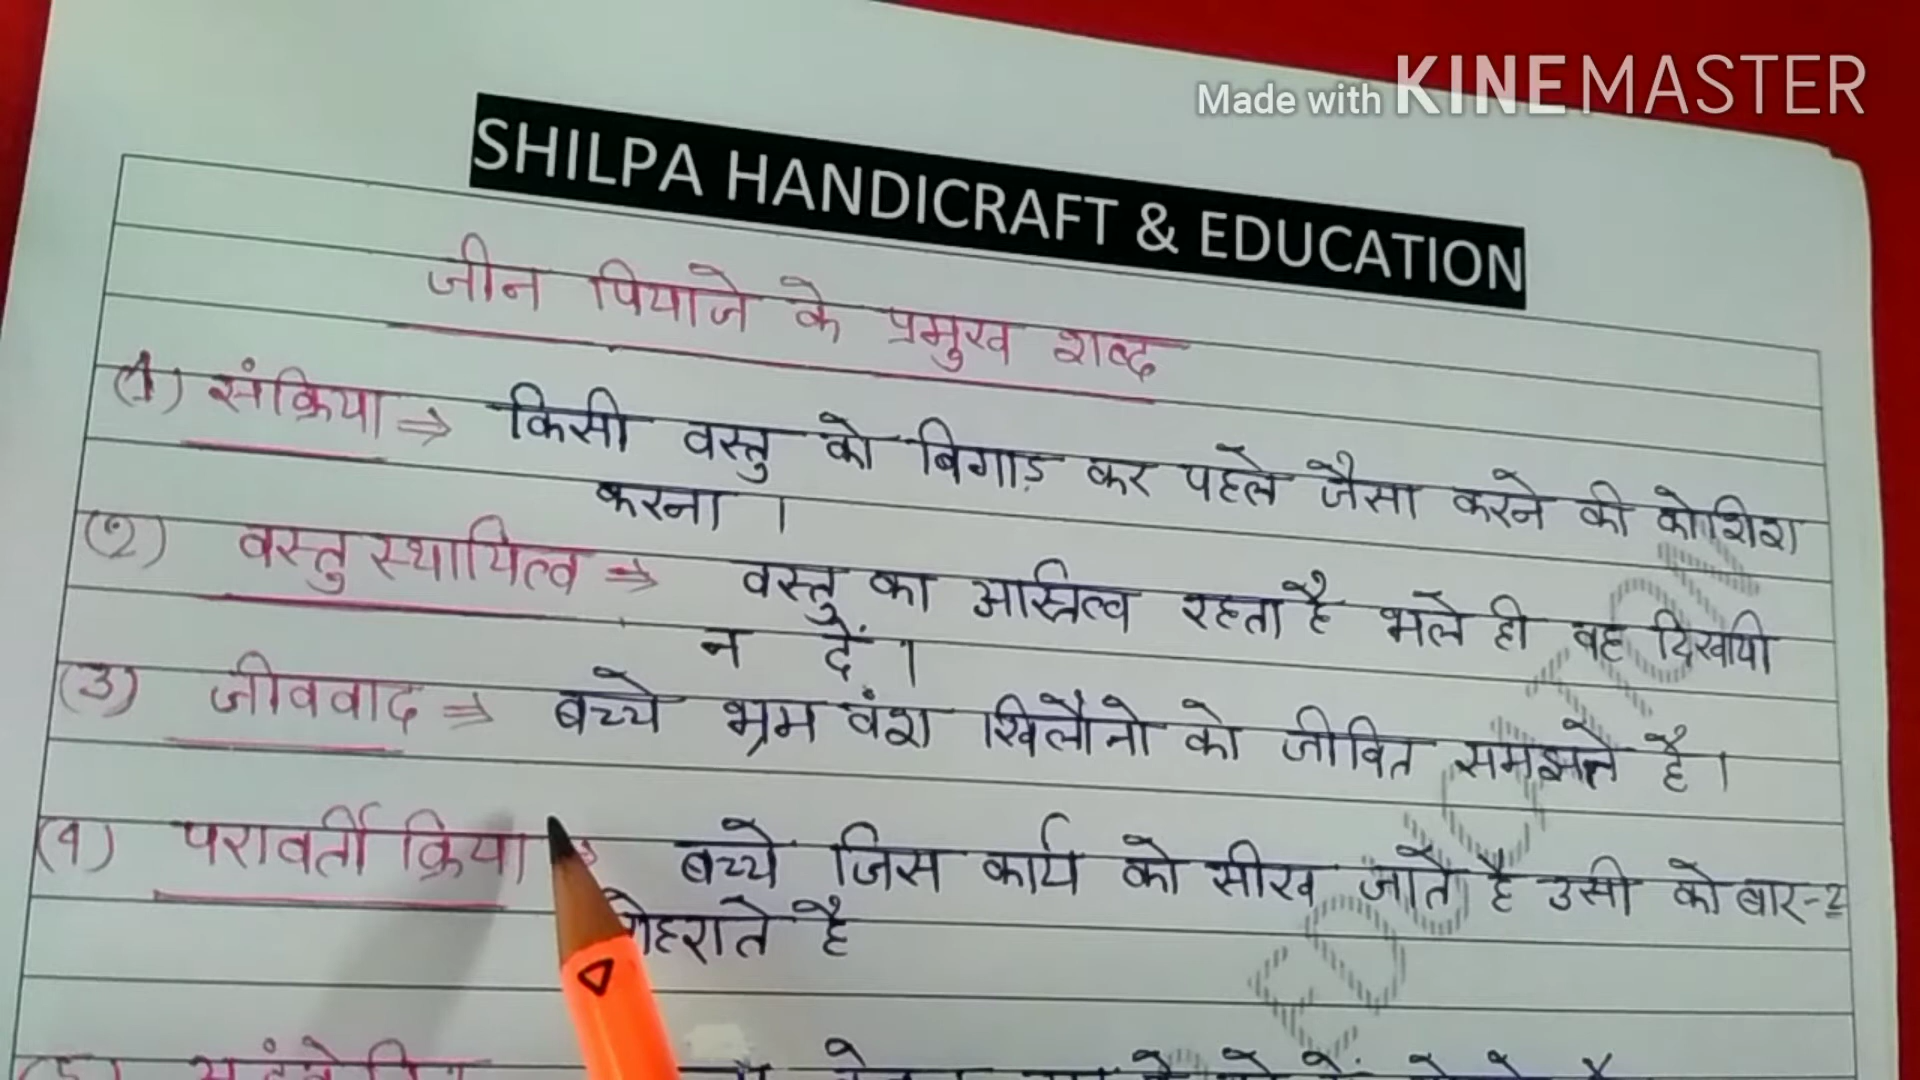 Made with KINEMASTER
SHILPA HANDICRAFT & EDUCATION
जीन पियाजे के प्रमुख शब्द
(1) संक्रिया ⇒ किसी वस्तु को बिगाड़ कर पहले जैसा करने की कोशिश
करना ।
(2) वस्तु स्थायित्व ⇒ वस्तु का अस्तित्व रहता है भले ही वह दिखायी
न दें ।
(3) जीववाद ⇒ बच्चे भ्रम वंश खिलौनो को जीवित समझते है ।
(4) परावर्ती क्रिया ⇒ बच्चे जिस कार्य को सीख जाते है उसी को बार-2
है